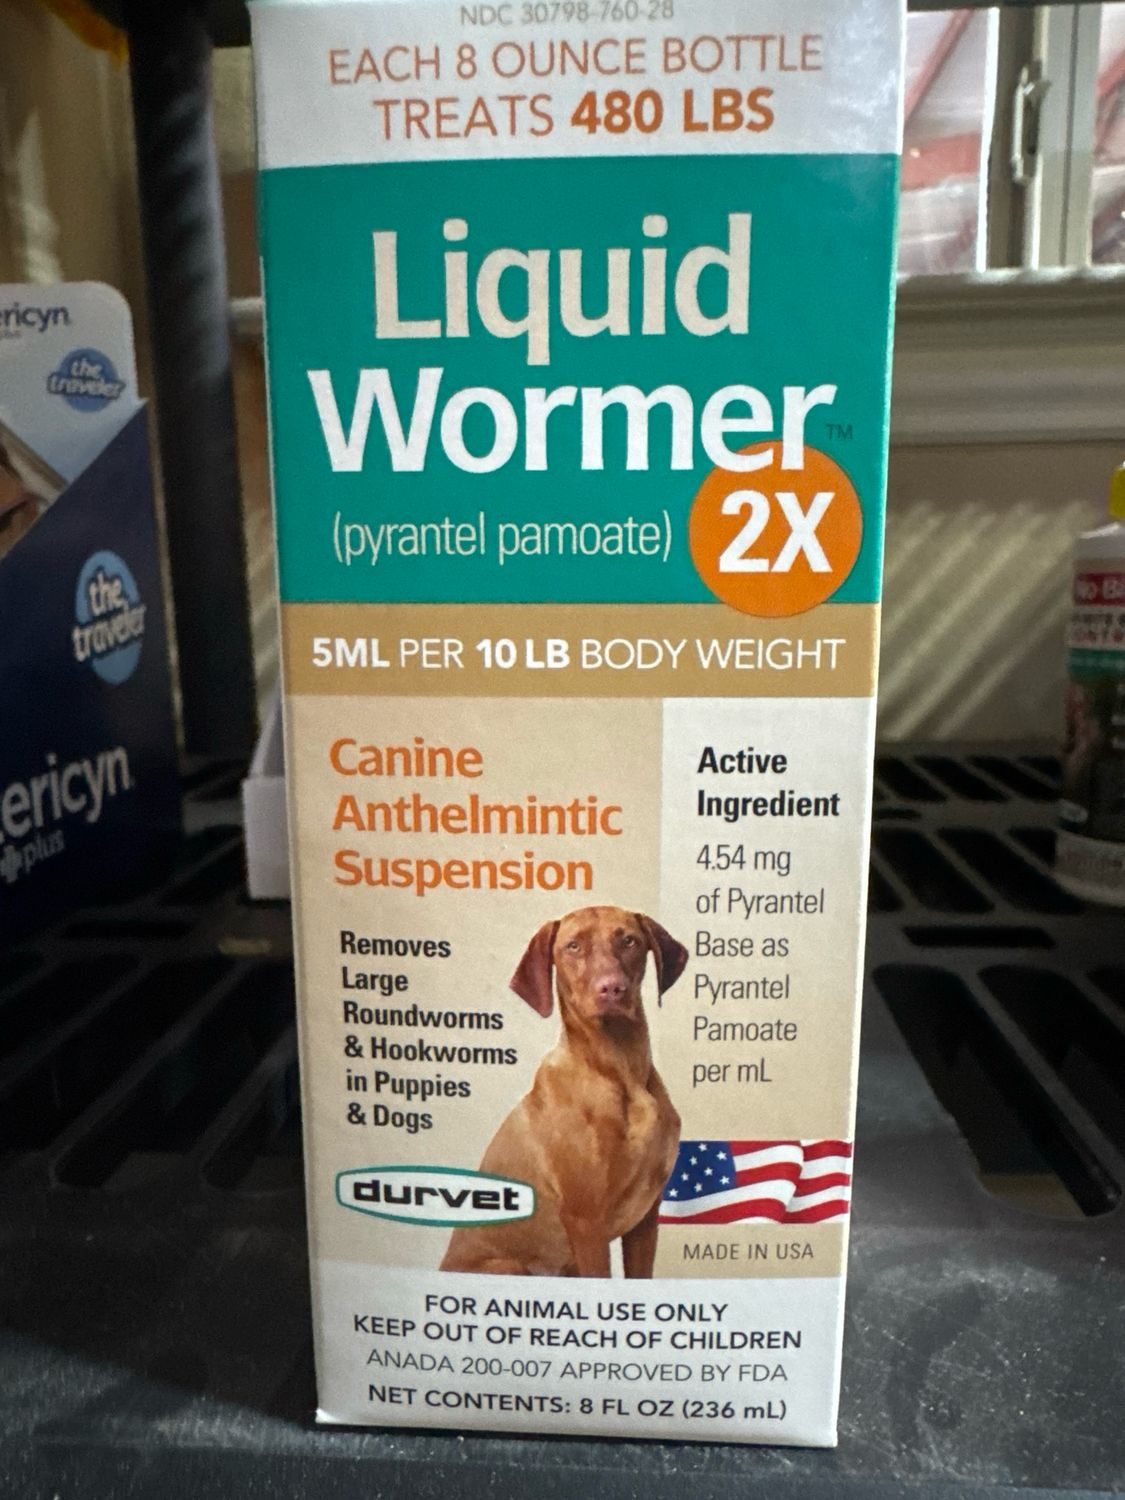 NDC 30798-760-28
EACH 8 OUNCE BOTTLE
TREATS 480 LBS
Liquid
Wormer™
2X
(pyrantel pamoate)
5ML PER 10 LB BODY WEIGHT
Canine
Anthelmintic
Suspension
Removes
Large
Roundworms
& Hookworms
in Puppies
& Dogs
Active
Ingredient
4.54 mg
of Pyrantel
Base as
Pyrantel
Pamoate
per mL
durvet
MADE IN USA
FOR ANIMAL USE ONLY
KEEP OUT OF REACH OF CHILDREN
ANADA 200-007 APPROVED BY FDA
NET CONTENTS: 8 FL OZ (236 mL)
ericyn
the
traveler
the
traveler
ericyn
plus